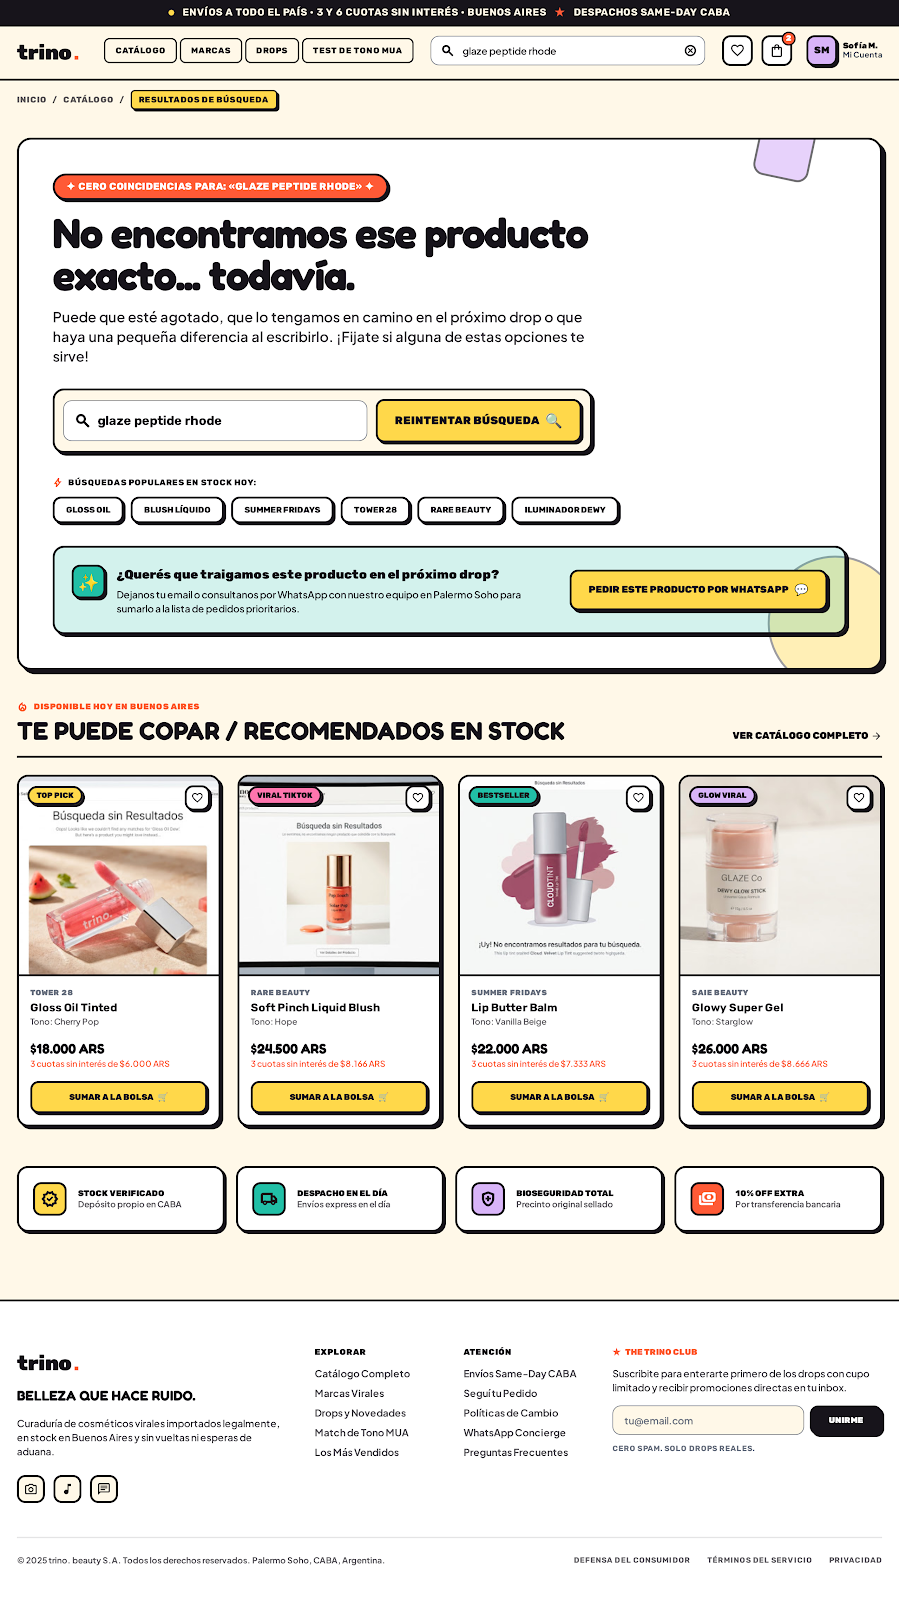 ENVÍOS A TODO EL PAÍS • 3 Y 6 CUOTAS SIN INTERÉS • BUENOS AIRES ★ DESPACHOS SAME-DAY CABA
trino.
CATÁLOGO
MARCAS
DROPS
TEST DE TONO MUA
glaze peptide rhode
2
SM
Sofía M.
Mi Cuenta
INICIO / CATÁLOGO / RESULTADOS DE BÚSQUEDA
✦ CERO COINCIDENCIAS PARA: «GLAZE PEPTIDE RHODE» ✦
No encontramos ese producto
exacto... todavía.
Puede que esté agotado, que lo tengamos en camino en el próximo drop o que
haya una pequeña diferencia al escribirlo. ¡Fijate si alguna de estas opciones te
sirve!
glaze peptide rhode
REINTENTAR BÚSQUEDA 🔍
BÚSQUEDAS POPULARES EN STOCK HOY:
GLOSS OIL
BLUSH LÍQUIDO
SUMMER FRIDAYS
TOWER 28
RARE BEAUTY
ILUMINADOR DEWY
¿Querés que traigamos este producto en el próximo drop?
Dejanos tu email o consultanos por WhatsApp con nuestro equipo en Palermo Soho para
sumarlo a la lista de pedidos prioritarios.
PEDIR ESTE PRODUCTO POR WHATSAPP 💬
DISPONIBLE HOY EN BUENOS AIRES
TE PUEDE COPAR / RECOMENDADOS EN STOCK
VER CATÁLOGO COMPLETO →
TOP PICK
Búsqueda sin Resultados
trino.
TOWER 28
Gloss Oil Tinted
Tono: Cherry Pop
$18.000 ARS
3 cuotas sin interés de $6.000 ARS
SUMAR A LA BOLSA 🛒
VIRAL TIKTOK
Búsqueda sin Resultados
RARE BEAUTY
Soft Pinch Liquid Blush
Tono: Hope
$24.500 ARS
3 cuotas sin interés de $8.166 ARS
SUMAR A LA BOLSA 🛒
Búsqueda sin Resultados
BESTSELLER
CLOUDTINT
¡Uy! No encontramos resultados para tu búsqueda.
SUMMER FRIDAYS
Lip Butter Balm
Tono: Vanilla Beige
$22.000 ARS
3 cuotas sin interés de $7.333 ARS
SUMAR A LA BOLSA 🛒
GLOW VIRAL
GLAZE Co
DEWY GLOW STICK
SAIE BEAUTY
Glowy Super Gel
Tono: Starglow
$26.000 ARS
3 cuotas sin interés de $8.666 ARS
SUMAR A LA BOLSA 🛒
STOCK VERIFICADO
Depósito propio en CABA
DESPACHO EN EL DÍA
Envíos express en el día
BIOSEGURIDAD TOTAL
Precinto original sellado
10% OFF EXTRA
Por transferencia bancaria
trino.
BELLEZA QUE HACE RUIDO.
Curaduría de cosméticos virales importados legalmente,
en stock en Buenos Aires y sin vueltas ni esperas de
aduana.
EXPLORAR
Catálogo Completo
Marcas Virales
Drops y Novedades
Match de Tono MUA
Los Más Vendidos
ATENCIÓN
Envíos Same-Day CABA
Seguí tu Pedido
Políticas de Cambio
WhatsApp Concierge
Preguntas Frecuentes
★ THE TRINO CLUB
Suscribite para enterarte primero de los drops con cupo
limitado y recibir promociones directas en tu inbox.
tu@email.com
UNIRME
CERO SPAM. SOLO DROPS REALES.
© 2025 trino. beauty S.A. Todos los derechos reservados. Palermo Soho, CABA, Argentina.
DEFENSA DEL CONSUMIDOR
TÉRMINOS DEL SERVICIO
PRIVACIDAD